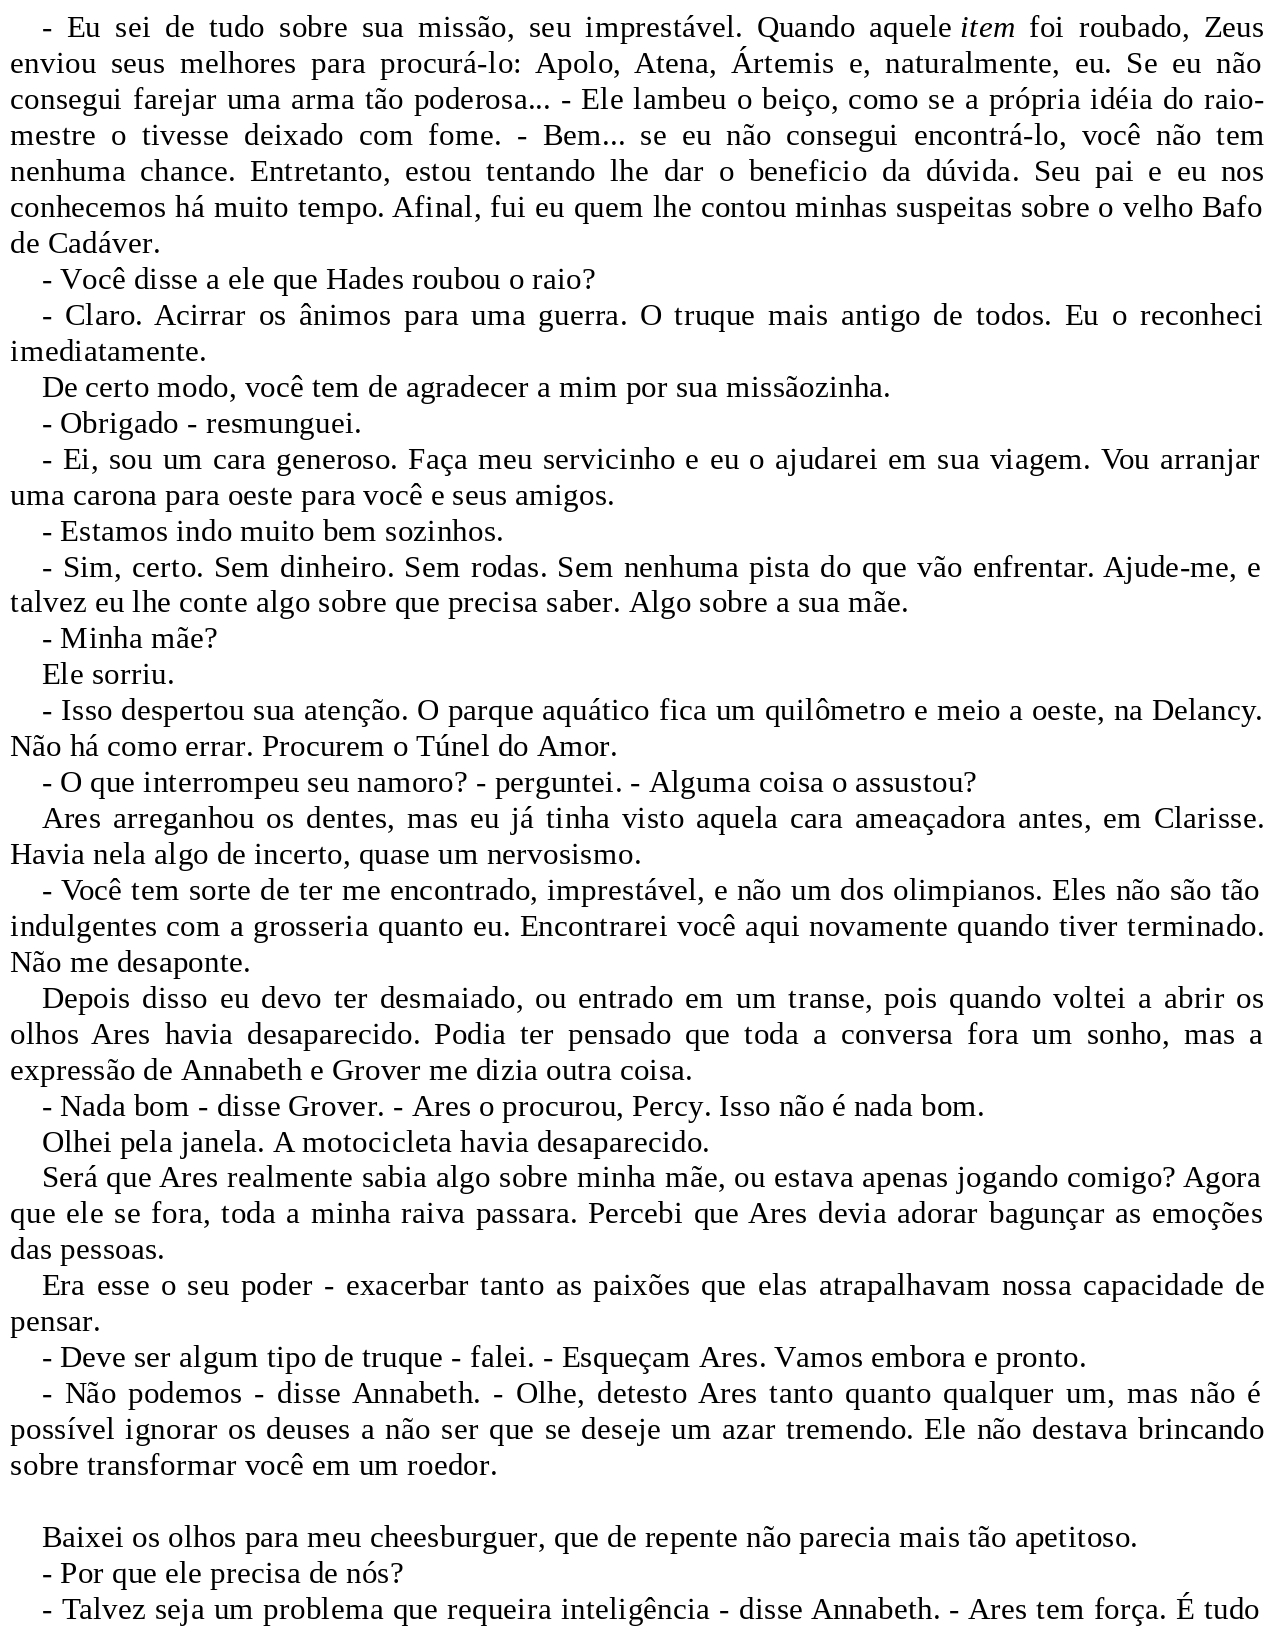 - Eu sei de tudo sobre sua missão, seu imprestável. Quando aquele item foi roubado, Zeus
enviou seus melhores para procurá-lo: Apolo, Atena, Ártemis e, naturalmente, eu. Se eu não
consegui farejar uma arma tão poderosa... - Ele lambeu o beiço, como se a própria idéia do raio-
mestre o tivesse deixado com fome. - Bem... se eu não consegui encontrá-lo, você não tem
nenhuma chance. Entretanto, estou tentando lhe dar o beneficio da dúvida. Seu pai e eu nos
conhecemos há muito tempo. Afinal, fui eu quem lhe contou minhas suspeitas sobre o velho Bafo
de Cadáver.
- Você disse a ele que Hades roubou o raio?
- Claro. Acirrar os ânimos para uma guerra. O truque mais antigo de todos. Eu o reconheci
imediatamente.
De certo modo, você tem de agradecer a mim por sua missãozinha.
- Obrigado - resmunguei.
- Ei, sou um cara generoso. Faça meu servicinho e eu o ajudarei em sua viagem. Vou arranjar
uma carona para oeste para você e seus amigos.
- Estamos indo muito bem sozinhos.
- Sim, certo. Sem dinheiro. Sem rodas. Sem nenhuma pista do que vão enfrentar. Ajude-me, e
talvez eu lhe conte algo sobre que precisa saber. Algo sobre a sua mãe.
- Minha mãe?
Ele sorriu.
- Isso despertou sua atenção. O parque aquático fica um quilômetro e meio a oeste, na Delancy.
Não há como errar. Procurem o Túnel do Amor.
- O que interrompeu seu namoro? - perguntei. - Alguma coisa o assustou?
Ares arreganhou os dentes, mas eu já tinha visto aquela cara ameaçadora antes, em Clarisse.
Havia nela algo de incerto, quase um nervosismo.
- Você tem sorte de ter me encontrado, imprestável, e não um dos olimpianos. Eles não são tão
indulgentes com a grosseria quanto eu. Encontrarei você aqui novamente quando tiver terminado.
Não me desaponte.
Depois disso eu devo ter desmaiado, ou entrado em um transe, pois quando voltei a abrir os
olhos Ares havia desaparecido. Podia ter pensado que toda a conversa fora um sonho, mas a
expressão de Annabeth e Grover me dizia outra coisa.
- Nada bom - disse Grover. - Ares o procurou, Percy. Isso não é nada bom.
Olhei pela janela. A motocicleta havia desaparecido.
Será que Ares realmente sabia algo sobre minha mãe, ou estava apenas jogando comigo? Agora
que ele se fora, toda a minha raiva passara. Percebi que Ares devia adorar bagunçar as emoções
das pessoas.
Era esse o seu poder - exacerbar tanto as paixões que elas atrapalhavam nossa capacidade de
pensar.
- Deve ser algum tipo de truque - falei. - Esqueçam Ares. Vamos embora e pronto.
- Não podemos - disse Annabeth. - Olhe, detesto Ares tanto quanto qualquer um, mas não é
possível ignorar os deuses a não ser que se deseje um azar tremendo. Ele não destava brincando
sobre transformar você em um roedor.
Baixei os olhos para meu cheesburguer, que de repente não parecia mais tão apetitoso.
- Por que ele precisa de nós?
- Talvez seja um problema que requeira inteligência - disse Annabeth. - Ares tem força. É tudo